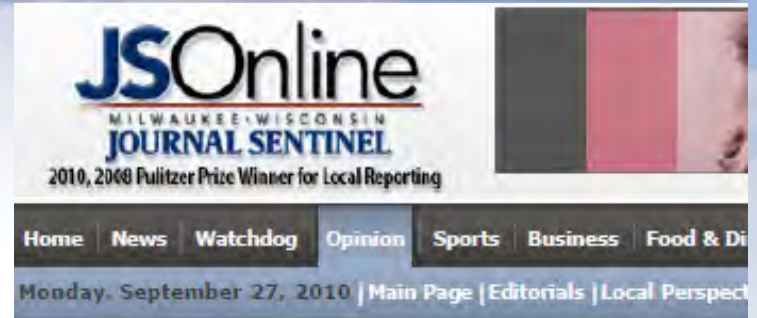 JSOnline
MILWAUKEE•WISCONSIN
JOURNAL SENTINEL
2010, 2008 Pulitzer Prize Winner for Local Reporting
Home News Watchdog Opinion Sports Business Food & Di
Monday, September 27, 2010 | Main Page | Editorials | Local Perspect